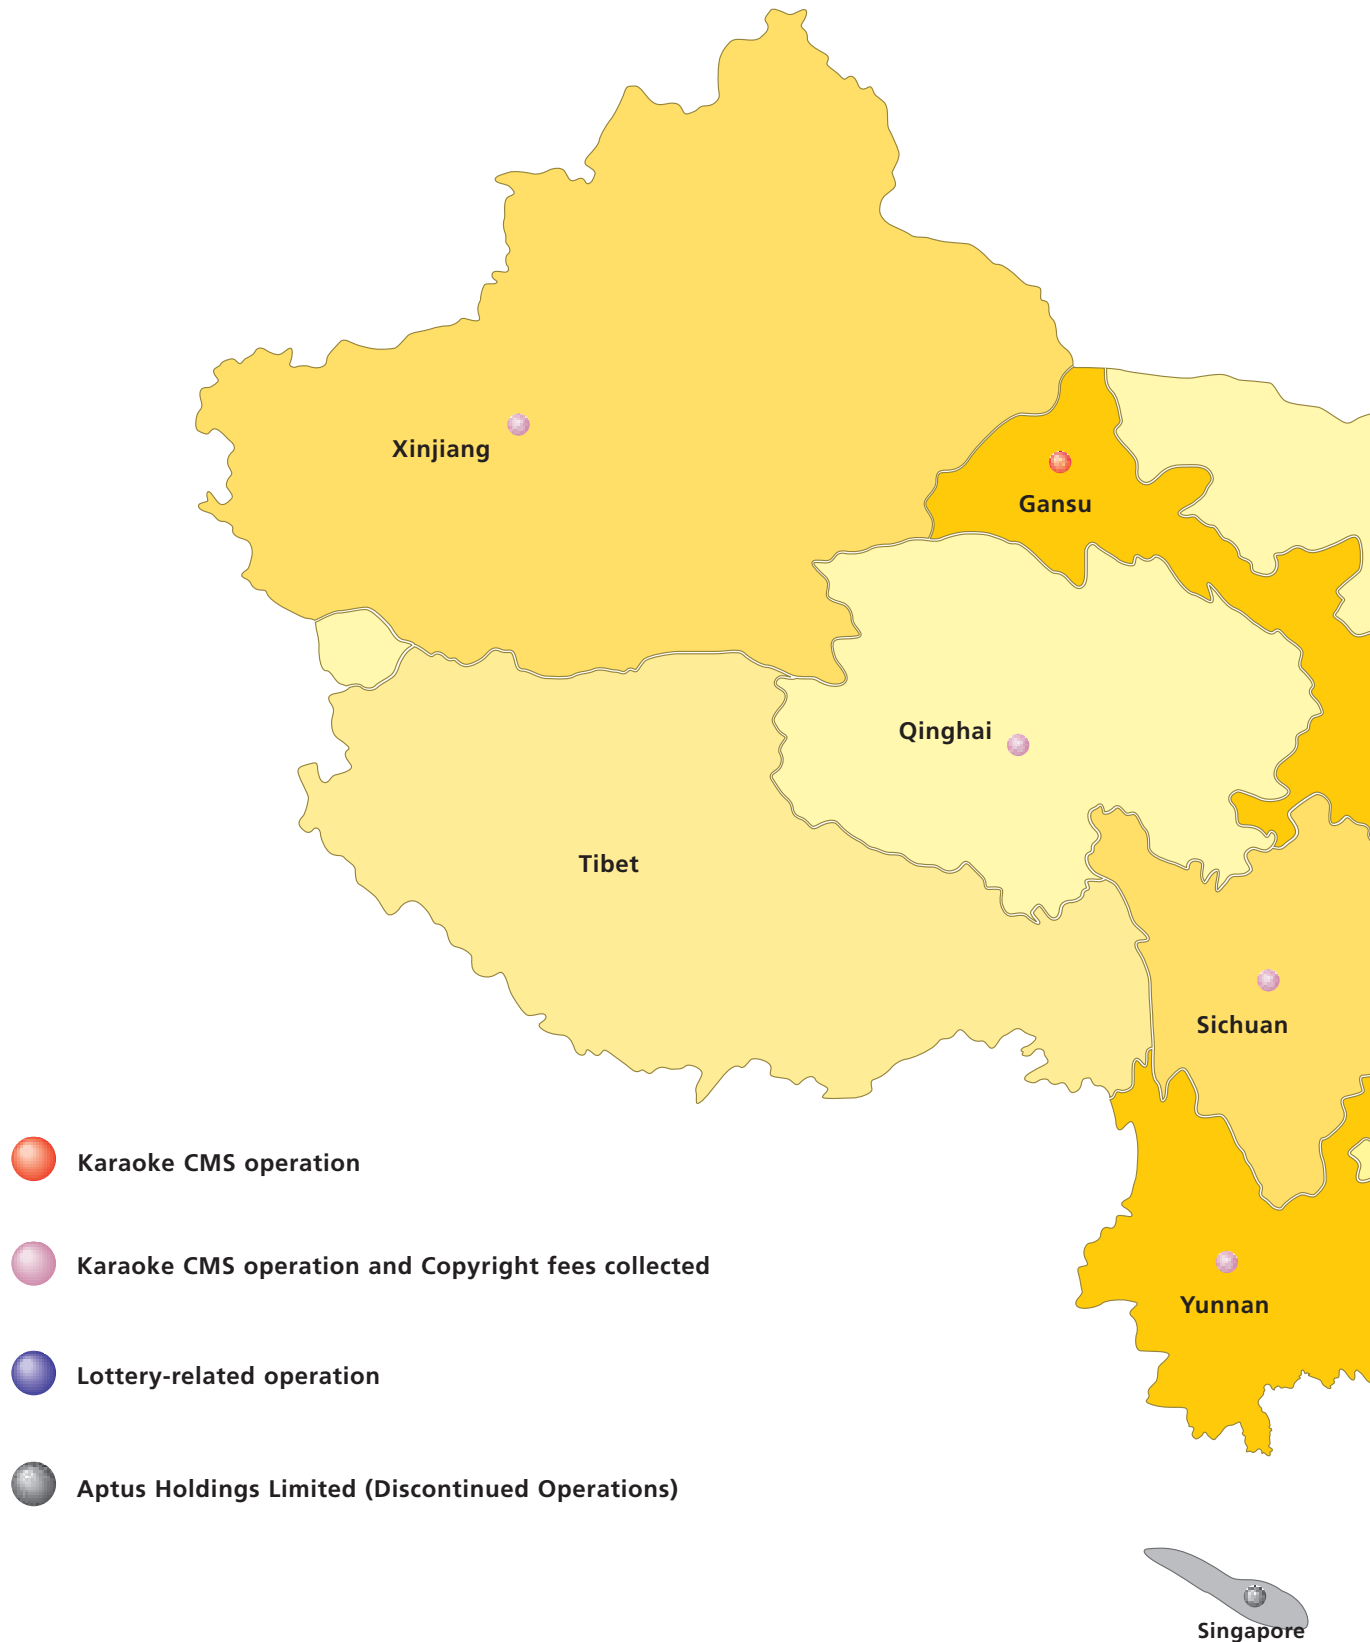 Xinjiang
Gansu
Qinghai
Tibet
Sichuan
Karaoke CMS operation
Karaoke CMS operation and Copyright fees collected
Yunnan
Lottery-related operation
Aptus Holdings Limited (Discontinued Operations)
Singapore